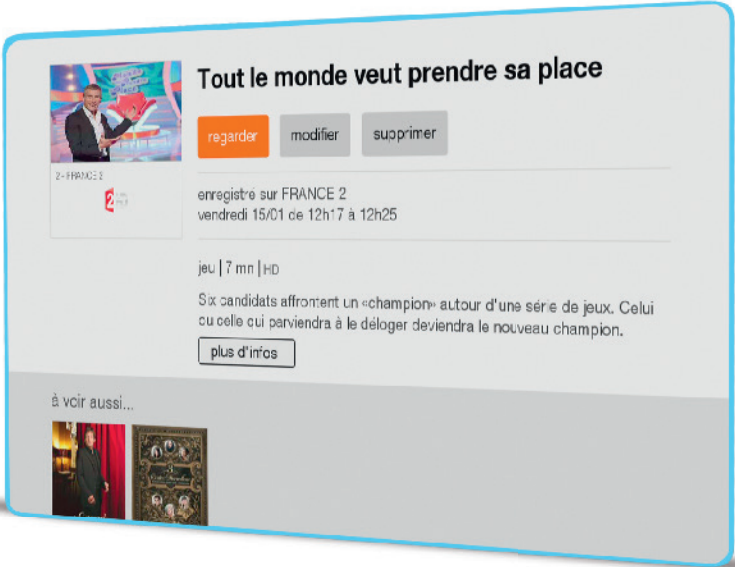 Tout le monde veut prendre sa place
regarder
modifier
supprimer
2 - FRANCE 2
2
enregistré sur FRANCE 2
vendredi 15/01 de 12h17 à 12h25
jeu | 7 mn | HD
Six candidats affrontent un «champion» autour d'une série de jeux. Celui
ou celle qui parviendra à le déloger deviendra le nouveau champion.
plus d'infos
à voir aussi...